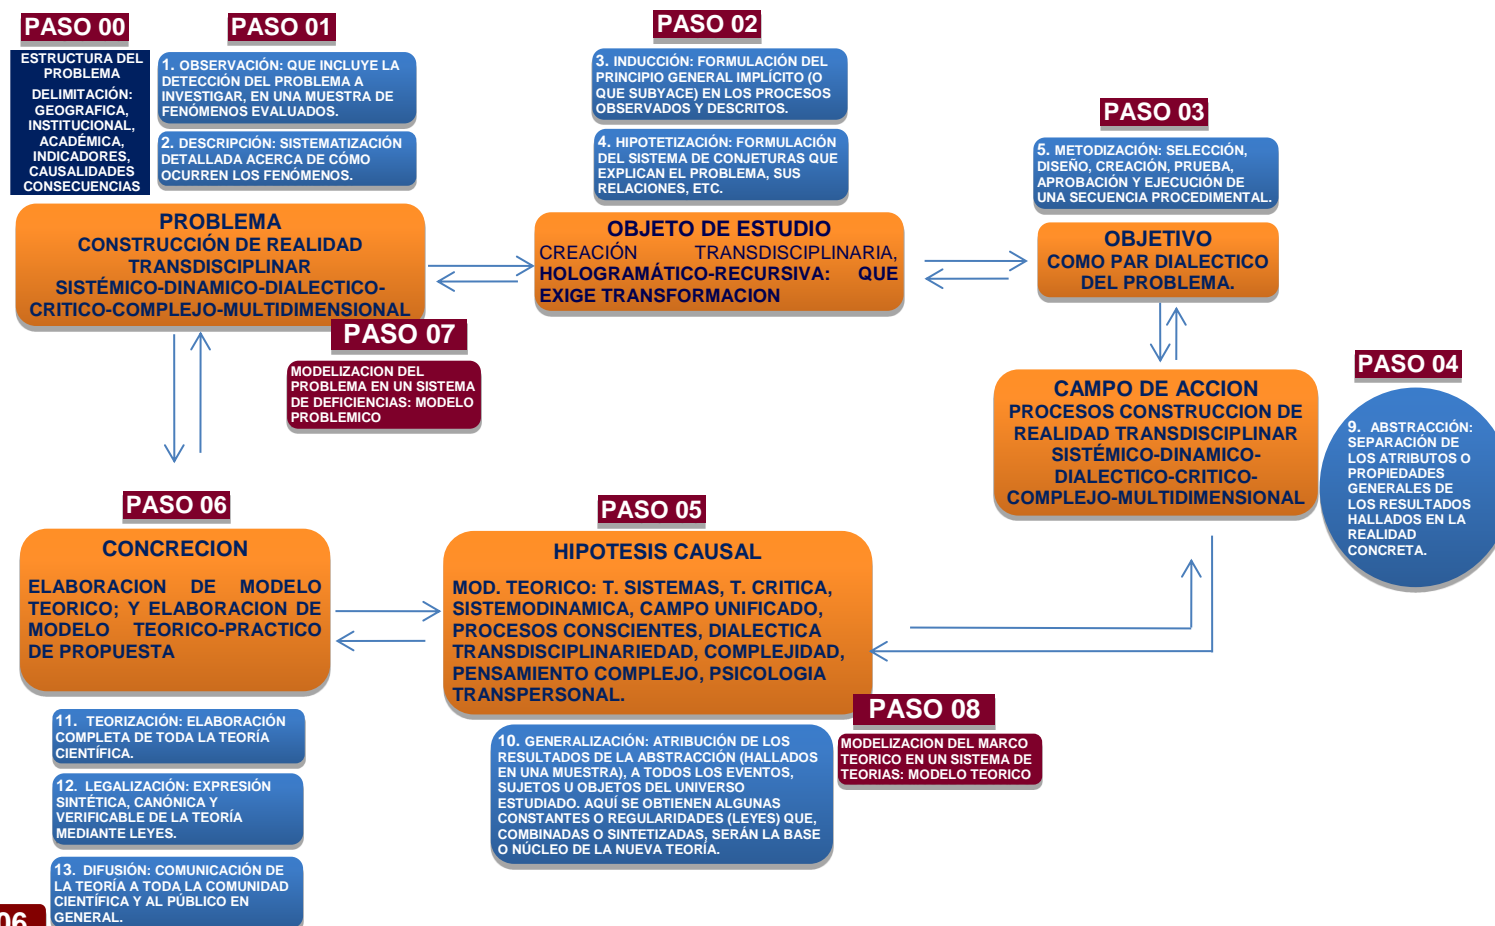 PASO 00
ESTRUCTURA DEL
PROBLEMA
DELIMITACIÓN:
GEOGRAFICA,
INSTITUCIONAL,
ACADÉMICA,
INDICADORES,
CAUSALIDADES
CONSECUENCIAS
PASO 01
1. OBSERVACIÓN: QUE INCLUYE LA
DETECCIÓN DEL PROBLEMA A
INVESTIGAR, EN UNA MUESTRA DE
FENÓMENOS EVALUADOS.
2. DESCRIPCIÓN: SISTEMATIZACIÓN
DETALLADA ACERCA DE CÓMO
OCURREN LOS FENÓMENOS.
PASO 02
3. INDUCCIÓN: FORMULACIÓN DEL
PRINCIPIO GENERAL IMPLÍCITO (O
QUE SUBYACE) EN LOS PROCESOS
OBSERVADOS Y DESCRITOS.
4. HIPOTETIZACIÓN: FORMULACIÓN
DEL SISTEMA DE CONJETURAS QUE
EXPLICAN EL PROBLEMA, SUS
RELACIONES, ETC.
PASO 03
5. METODIZACIÓN: SELECCIÓN,
DISEÑO, CREACIÓN, PRUEBA,
APROBACIÓN Y EJECUCIÓN DE
UNA SECUENCIA PROCEDIMENTAL.
PROBLEMA
CONSTRUCCIÓN DE REALIDAD
TRANSDISCIPLINAR
SISTÉMICO-DINAMICO-DIALECTICO-
CRITICO-COMPLEJO-MULTIDIMENSIONAL
OBJETO DE ESTUDIO
CREACIÓN TRANSDISCIPLINARIA,
HOLOGRAMÁTICO-RECURSIVA: QUE
EXIGE TRANSFORMACION
OBJETIVO
COMO PAR DIALECTICO
DEL PROBLEMA.
PASO 07
MODELIZACION DEL
PROBLEMA EN UN SISTEMA
DE DEFICIENCIAS: MODELO
PROBLEMICO
CAMPO DE ACCION
PROCESOS CONSTRUCCION DE
REALIDAD TRANSDISCIPLINAR
SISTÉMICO-DINAMICO-
DIALECTICO-CRITICO-
COMPLEJO-MULTIDIMENSIONAL
PASO 04
9. ABSTRACCIÓN:
SEPARACIÓN DE
LOS ATRIBUTOS O
PROPIEDADES
GENERALES DE
LOS RESULTADOS
HALLADOS EN LA
REALIDAD
CONCRETA.
PASO 06
CONCRECION
ELABORACION DE MODELO
TEORICO; Y ELABORACION DE
MODELO TEORICO-PRACTICO
DE PROPUESTA
PASO 05
HIPOTESIS CAUSAL
MOD. TEORICO: T. SISTEMAS, T. CRITICA,
SISTEMODINAMICA, CAMPO UNIFICADO,
PROCESOS CONSCIENTES, DIALECTICA
TRANSDISCIPLINARIEDAD, COMPLEJIDAD,
PENSAMIENTO COMPLEJO, PSICOLOGIA
TRANSPERSONAL.
PASO 08
MODELIZACION DEL MARCO
TEORICO EN UN SISTEMA DE
TEORIAS: MODELO TEORICO
10. GENERALIZACIÓN: ATRIBUCIÓN DE LOS
RESULTADOS DE LA ABSTRACCIÓN (HALLADOS
EN UNA MUESTRA), A TODOS LOS EVENTOS,
SUJETOS U OBJETOS DEL UNIVERSO
ESTUDIADO. AQUÍ SE OBTIENEN ALGUNAS
CONSTANTES O REGULARIDADES (LEYES) QUE,
COMBINADAS O SINTETIZADAS, SERÁN LA BASE
O NÚCLEO DE LA NUEVA TEORÍA.
11. TEORIZACIÓN: ELABORACIÓN
COMPLETA DE TODA LA TEORÍA
CIENTÍFICA.
12. LEGALIZACIÓN: EXPRESIÓN
SINTÉTICA, CANÓNICA Y
VERIFICABLE DE LA TEORÍA
MEDIANTE LEYES.
13. DIFUSIÓN: COMUNICACIÓN DE
LA TEORÍA A TODA LA COMUNIDAD
CIENTÍFICA Y AL PÚBLICO EN
GENERAL.